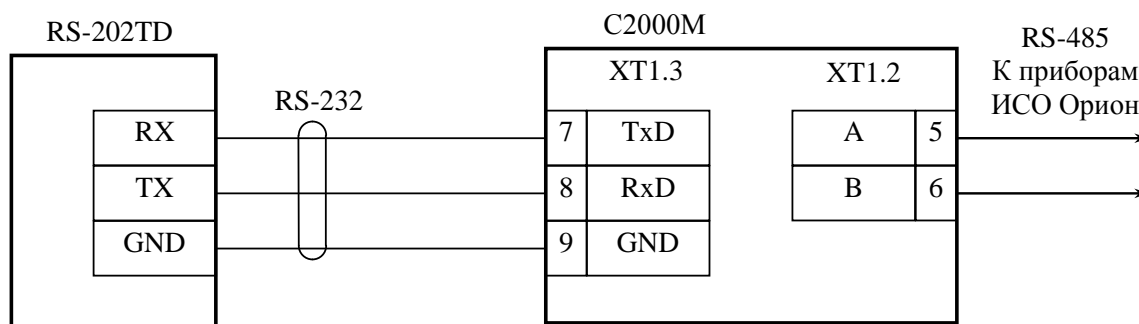 RS-202TD
C2000M
RS-485
К приборам
ИСО Орион
XT1.3
XT1.2
RS-232
RX
7
TxD
A
5
TX
8
RxD
B
6
GND
9
GND